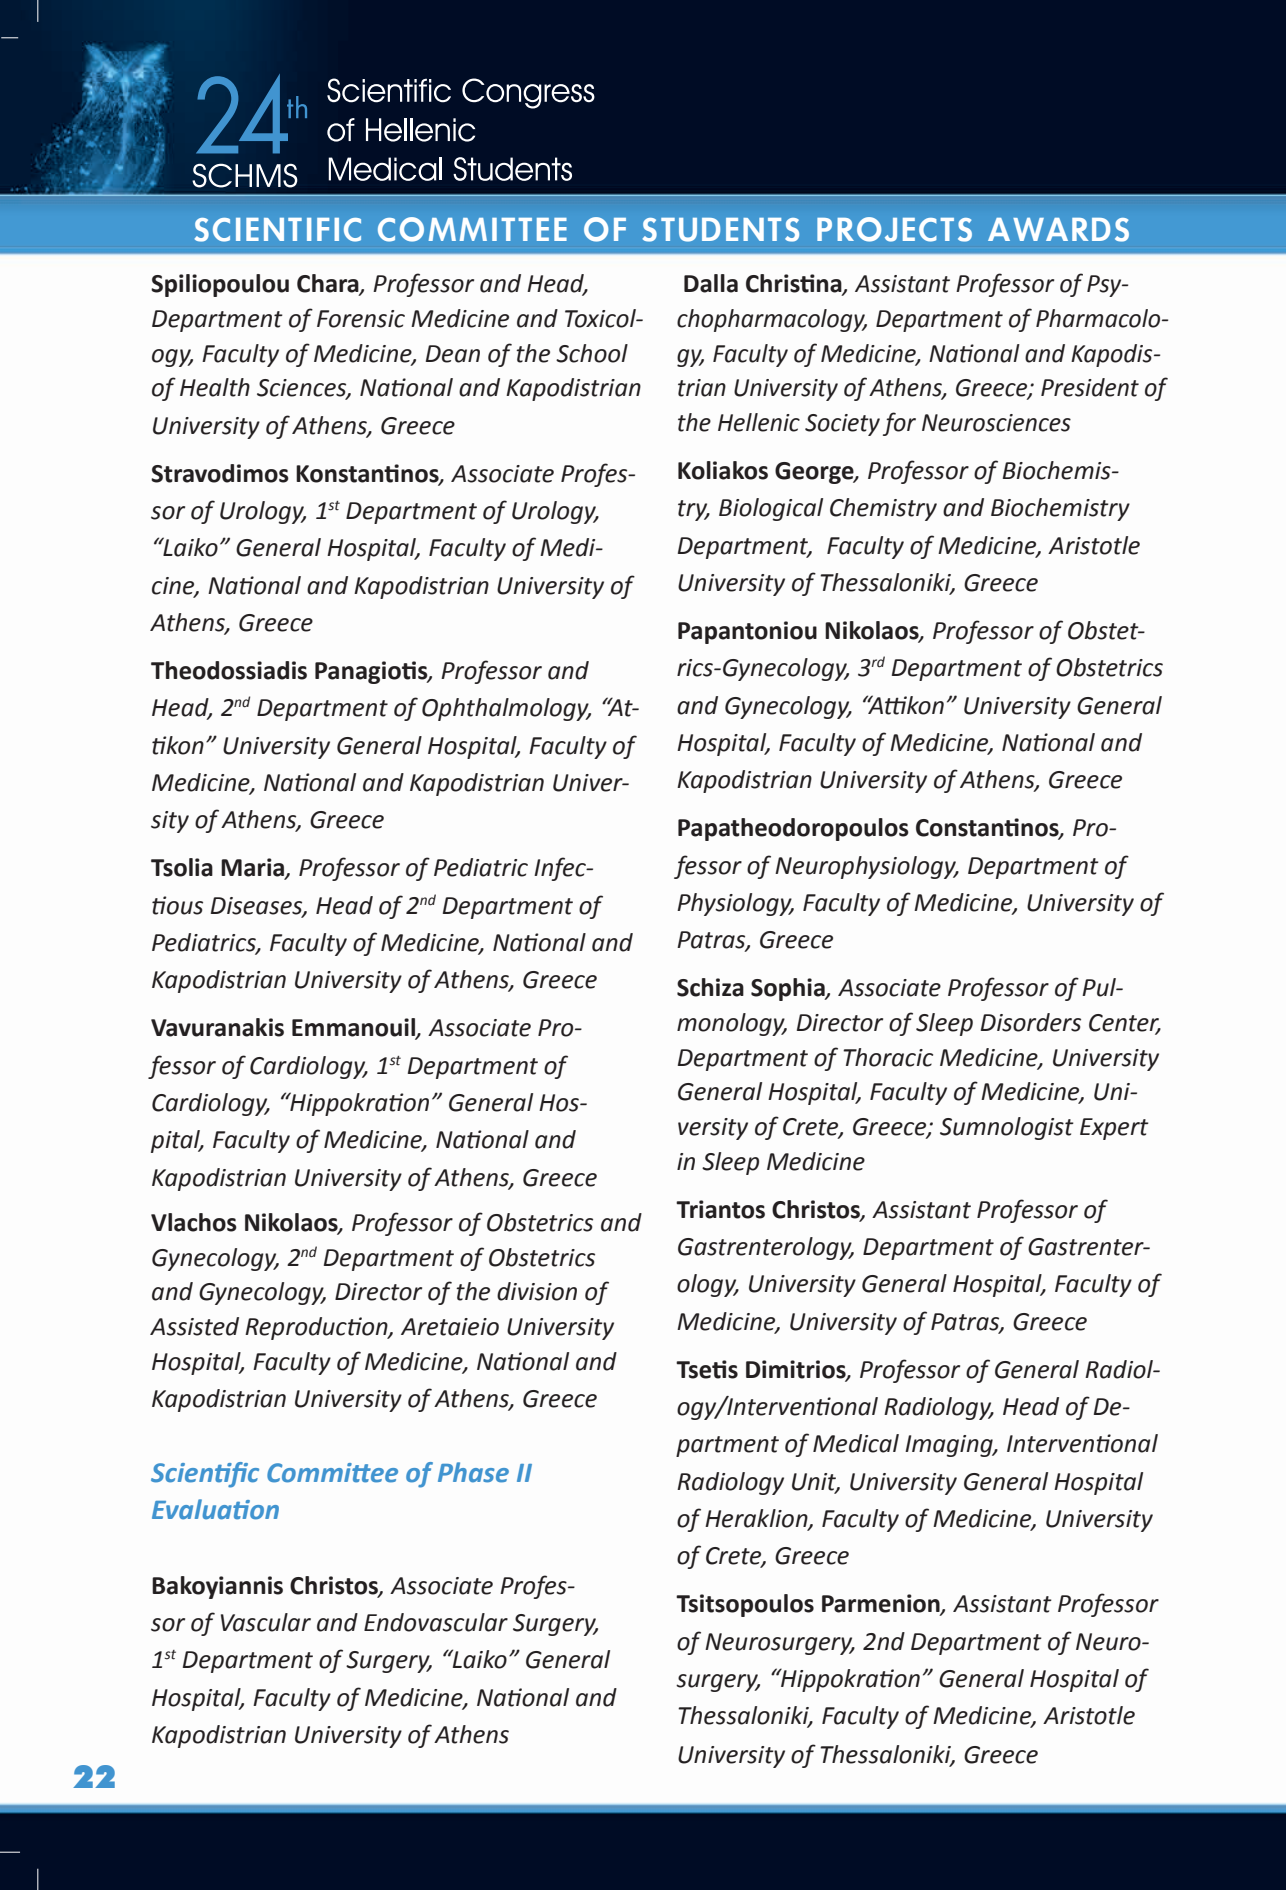 24th
SCHMS
Scientific Congress
of Hellenic
Medical Students
SCIENTIFIC COMMITTEE OF STUDENTS PROJECTS AWARDS
Spiliopoulou Chara, Professor and Head,
Department of Forensic Medicine and Toxicol-
ogy, Faculty of Medicine, Dean of the School
of Health Sciences, National and Kapodistrian
University of Athens, Greece
Stravodimos Konstantinos, Associate Profes-
sor of Urology, 1st Department of Urology,
“Laiko” General Hospital, Faculty of Medi-
cine, National and Kapodistrian University of
Athens, Greece
Theodossiadis Panagiotis, Professor and
Head, 2nd Department of Ophthalmology, “At-
tikon” University General Hospital, Faculty of
Medicine, National and Kapodistrian Univer-
sity of Athens, Greece
Tsolia Maria, Professor of Pediatric Infec-
tious Diseases, Head of 2nd Department of
Pediatrics, Faculty of Medicine, National and
Kapodistrian University of Athens, Greece
Vavuranakis Emmanouil, Associate Pro-
fessor of Cardiology, 1st Department of
Cardiology, “Hippokration” General Hos-
pital, Faculty of Medicine, National and
Kapodistrian University of Athens, Greece
Vlachos Nikolaos, Professor of Obstetrics and
Gynecology, 2nd Department of Obstetrics
and Gynecology, Director of the division of
Assisted Reproduction, Aretaieio University
Hospital, Faculty of Medicine, National and
Kapodistrian University of Athens, Greece
Scientific Committee of Phase II
Evaluation
Bakoyiannis Christos, Associate Profes-
sor of Vascular and Endovascular Surgery,
1st Department of Surgery, “Laiko” General
Hospital, Faculty of Medicine, National and
Kapodistrian University of Athens
Dalla Christina, Assistant Professor of Psy-
chopharmacology, Department of Pharmacolo-
gy, Faculty of Medicine, National and Kapodis-
trian University of Athens, Greece; President of
the Hellenic Society for Neurosciences
Koliakos George, Professor of Biochemis-
try, Biological Chemistry and Biochemistry
Department, Faculty of Medicine, Aristotle
University of Thessaloniki, Greece
Papantoniou Nikolaos, Professor of Obstet-
rics-Gynecology, 3rd Department of Obstetrics
and Gynecology, “Attikon” University General
Hospital, Faculty of Medicine, National and
Kapodistrian University of Athens, Greece
Papatheodoropoulos Constantinos, Pro-
fessor of Neurophysiology, Department of
Physiology, Faculty of Medicine, University of
Patras, Greece
Schiza Sophia, Associate Professor of Pul-
monology, Director of Sleep Disorders Center,
Department of Thoracic Medicine, University
General Hospital, Faculty of Medicine, Uni-
versity of Crete, Greece; Sumnologist Expert
in Sleep Medicine
Triantos Christos, Assistant Professor of
Gastrenterology, Department of Gastrenter-
ology, University General Hospital, Faculty of
Medicine, University of Patras, Greece
Tsetis Dimitrios, Professor of General Radiol-
ogy/Interventional Radiology, Head of De-
partment of Medical Imaging, Interventional
Radiology Unit, University General Hospital
of Heraklion, Faculty of Medicine, University
of Crete, Greece
Tsitsopoulos Parmenion, Assistant Professor
of Neurosurgery, 2nd Department of Neuro-
surgery, “Hippokration” General Hospital of
Thessaloniki, Faculty of Medicine, Aristotle
University of Thessaloniki, Greece
22